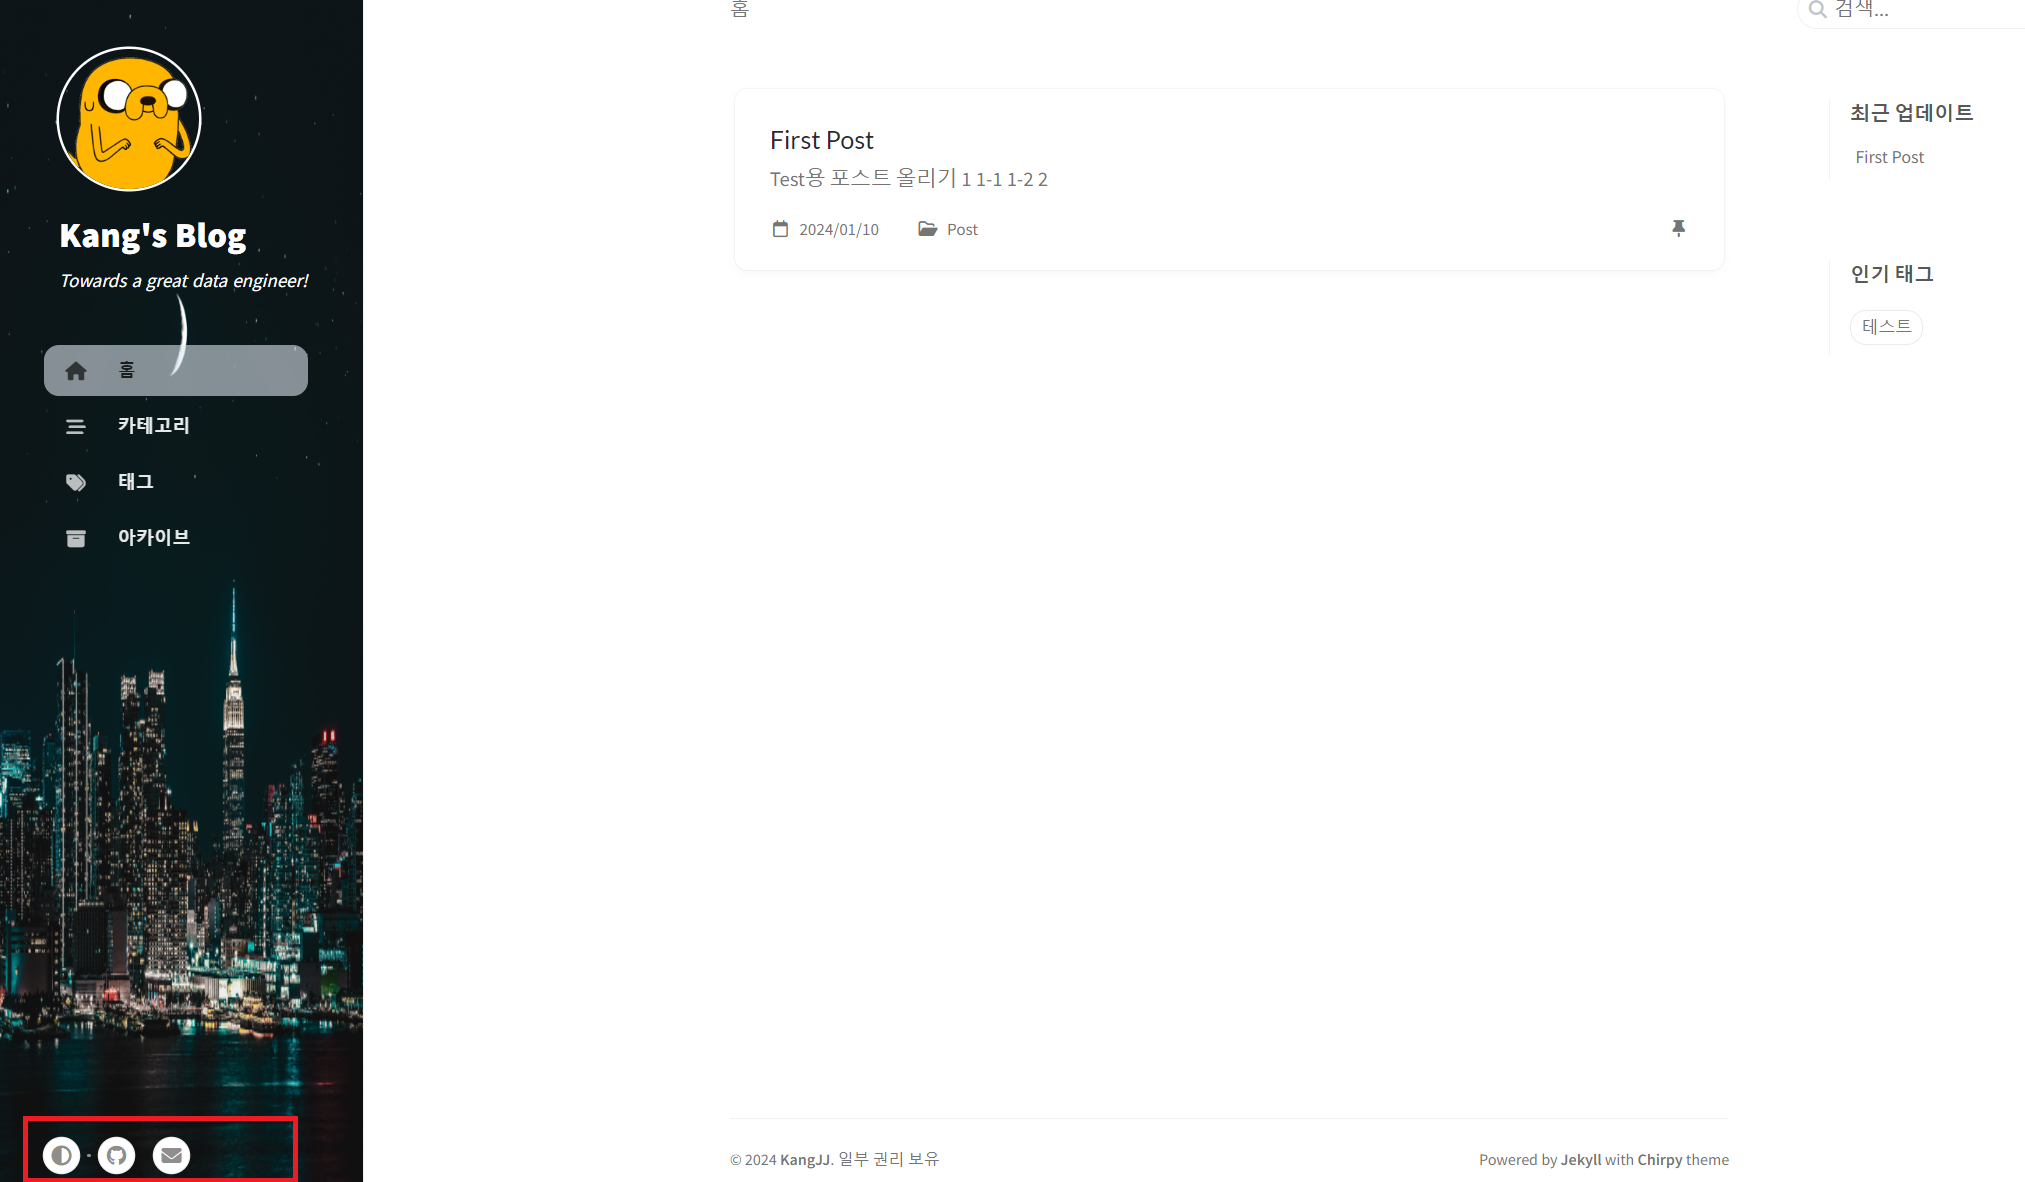 Kang's Blog
Towards a great data engineer!
홈
카테고리
태그
아카이브
홈
검색...
First Post
Test용 포스트 올리기 1 1-1 1-2 2
2024/01/10 Post
최근 업데이트
First Post
인기 태그
테스트
© 2024 KangJJ. 일부 권리 보유
Powered by Jekyll with Chirpy theme